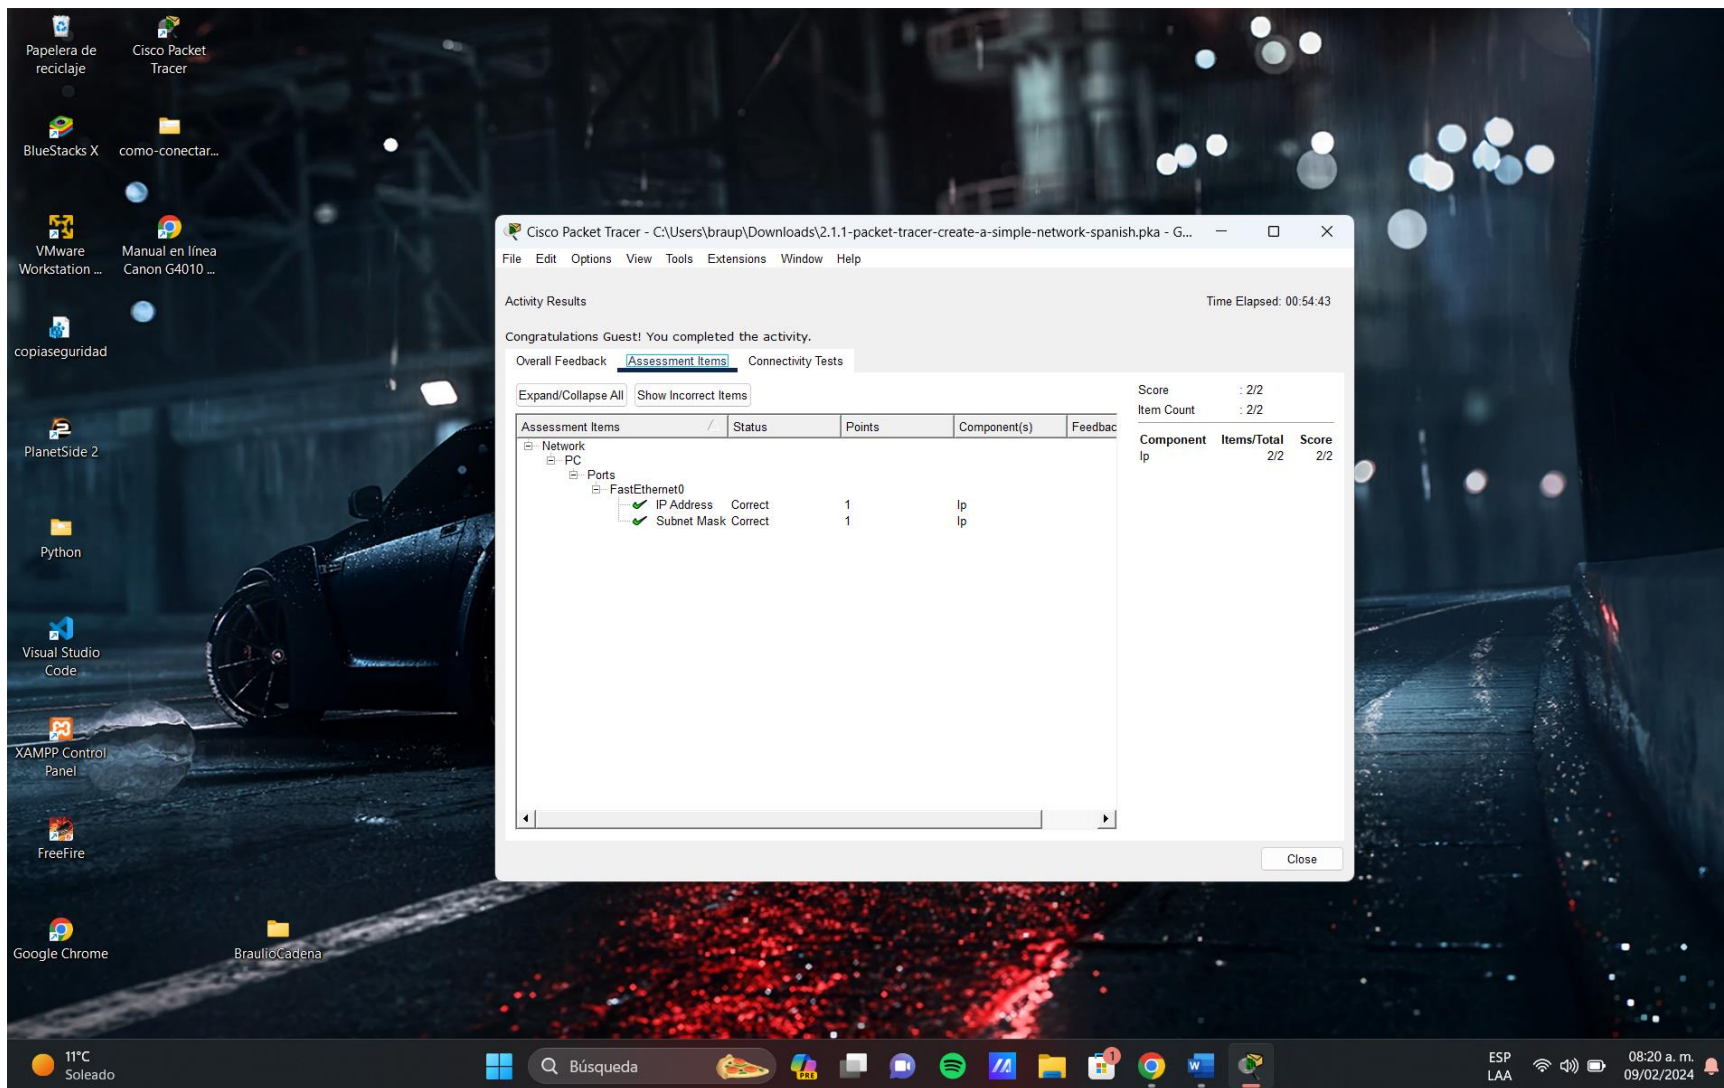 Papelera de
reciclaje
Cisco Packet
Tracer
BlueStacks X
como-conectar...
VMware
Workstation ...
Manual en línea
Canon G4010 ...
copiaseguridad
PlanetSide 2
Python
Visual Studio
Code
XAMPP Control
Panel
FreeFire
Google Chrome
BraulioCadena
Cisco Packet Tracer - C:\Users\braup\Downloads\2.1.1-packet-tracer-create-a-simple-network-spanish.pka - G...
File Edit Options View Tools Extensions Window Help
Activity Results
Time Elapsed: 00:54:43
Congratulations Guest! You completed the activity.
Overall Feedback Assessment Items Connectivity Tests
Expand/Collapse All Show Incorrect Items
Assessment Items Status Points Component(s) Feedbac
Network
PC
Ports
FastEthernet0
IP Address Correct 1 Ip
Subnet Mask Correct 1 Ip
Score : 2/2
Item Count : 2/2
Component Items/Total Score
Ip 2/2 2/2
Close
11°C
Soleado
Búsqueda
PRE
1
W
ESP
LAA
08:20 a. m.
09/02/2024